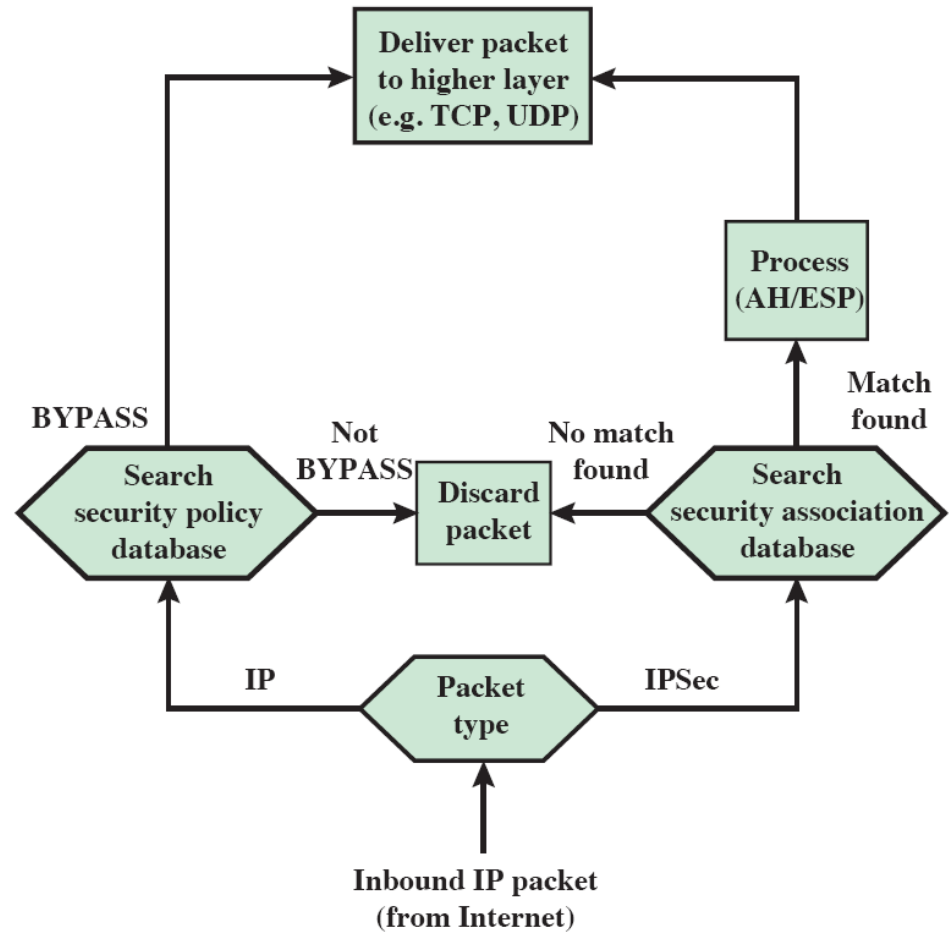 Deliver packet
to higher layer
(e.g. TCP, UDP)
Process
(AH/ESP)
BYPASS
Not
BYPASS
No match
found
Match
found
Search
security policy
database
Discard
packet
Search
security association
database
IP
Packet
type
IPSec
Inbound IP packet
(from Internet)